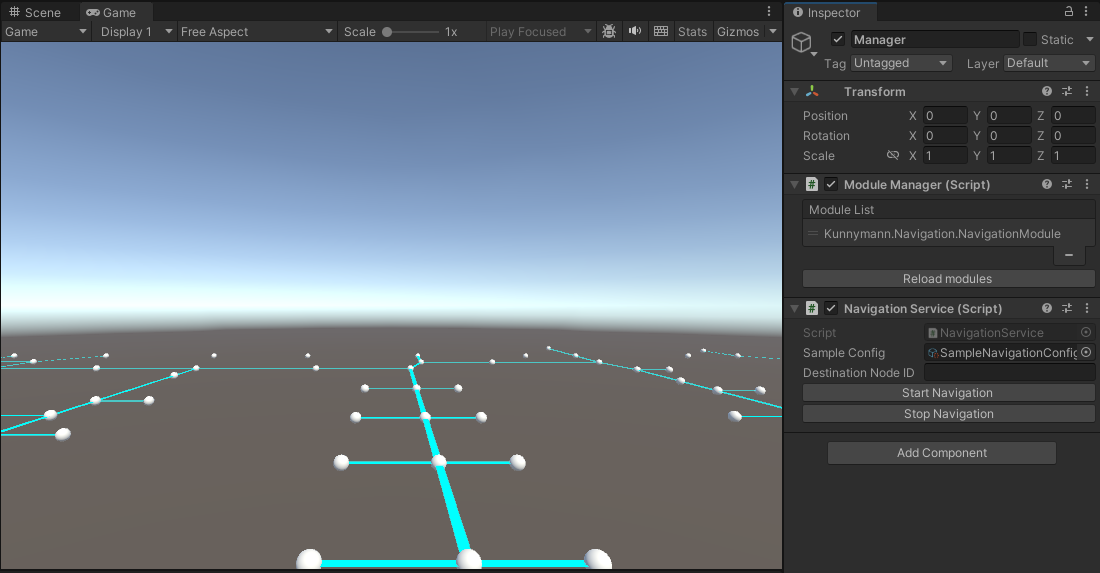 Scene
Game
Inspector
Game
Display 1
Free Aspect
Scale
1x
Play Focused
Stats
Gizmos
Manager
Static
Tag
Untagged
Layer
Default
Transform
Position
X 0 Y 0 Z 0
Rotation
X 0 Y 0 Z 0
Scale
X 1 Y 1 Z 1
# Module Manager (Script)
Module List
Kunnymann.Navigation.NavigationModule
Reload modules
# Navigation Service (Script)
Script
NavigationService
Sample Config
SampleNavigationConfig
Destination Node ID
Start Navigation
Stop Navigation
Add Component